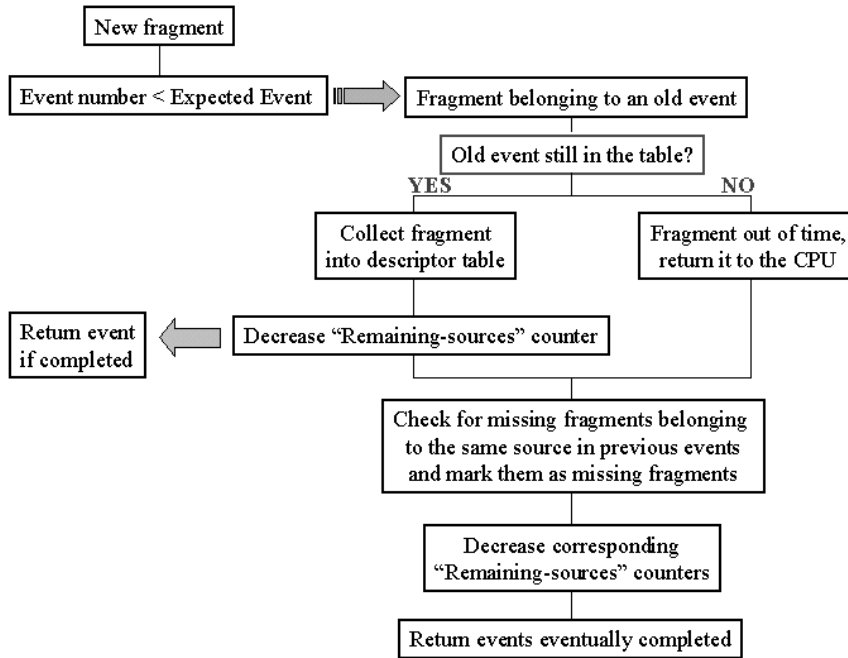 New fragment
Event number < Expected Event
Fragment belonging to an old event
Old event still in the table?
YES
NO
Collect fragment
into descriptor table
Fragment out of time,
return it to the CPU
Return event
if completed
Decrease “Remaining-sources” counter
Check for missing fragments belonging
to the same source in previous events
and mark them as missing fragments
Decrease corresponding
“Remaining-sources” counters
Return events eventually completed